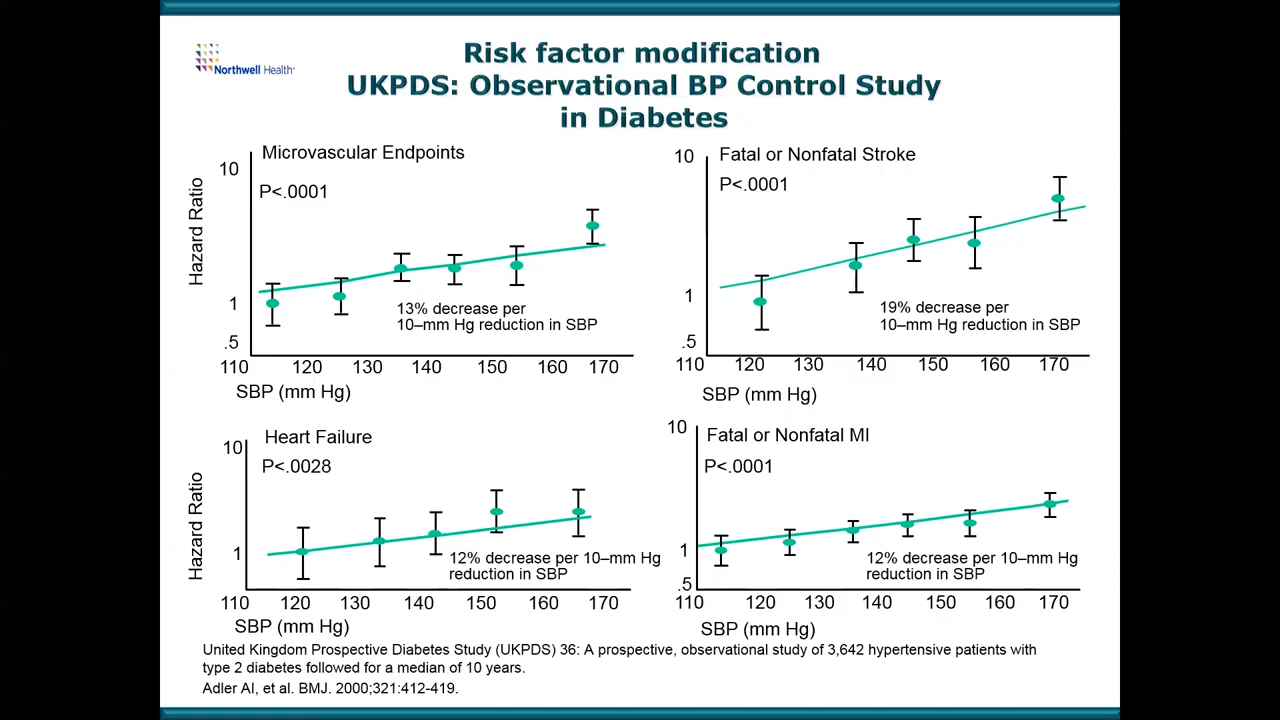 Northwell Health®
Risk factor modification
UKPDS: Observational BP Control Study
in Diabetes
Microvascular Endpoints
P<.0001
Hazard Ratio
10
1
.5
13% decrease per
10–mm Hg reduction in SBP
110 120 130 140 150 160 170
SBP (mm Hg)
Fatal or Nonfatal Stroke
P<.0001
10
1
.5
19% decrease per
10–mm Hg reduction in SBP
110 120 130 140 150 160 170
SBP (mm Hg)
Heart Failure
P<.0028
Hazard Ratio
10
1
12% decrease per 10–mm Hg
reduction in SBP
110 120 130 140 150 160 170
SBP (mm Hg)
Fatal or Nonfatal MI
P<.0001
10
1
.5
12% decrease per 10–mm Hg
reduction in SBP
110 120 130 140 150 160 170
SBP (mm Hg)
United Kingdom Prospective Diabetes Study (UKPDS) 36: A prospective, observational study of 3,642 hypertensive patients with
type 2 diabetes followed for a median of 10 years.
Adler AI, et al. BMJ. 2000;321:412-419.